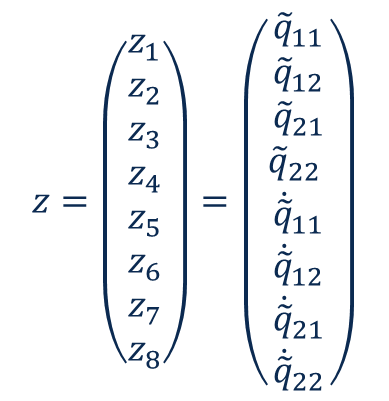 z = (z₁ z₂ z₃ z₄ z₅ z₆ z₇ z₈) = (q̃₁₁ q̃₁₂ q̃₂₁ q̃₂₂ q̃̇₁₁ q̃̇₁₂ q̃̇₂₁ q̃̇₂₂)